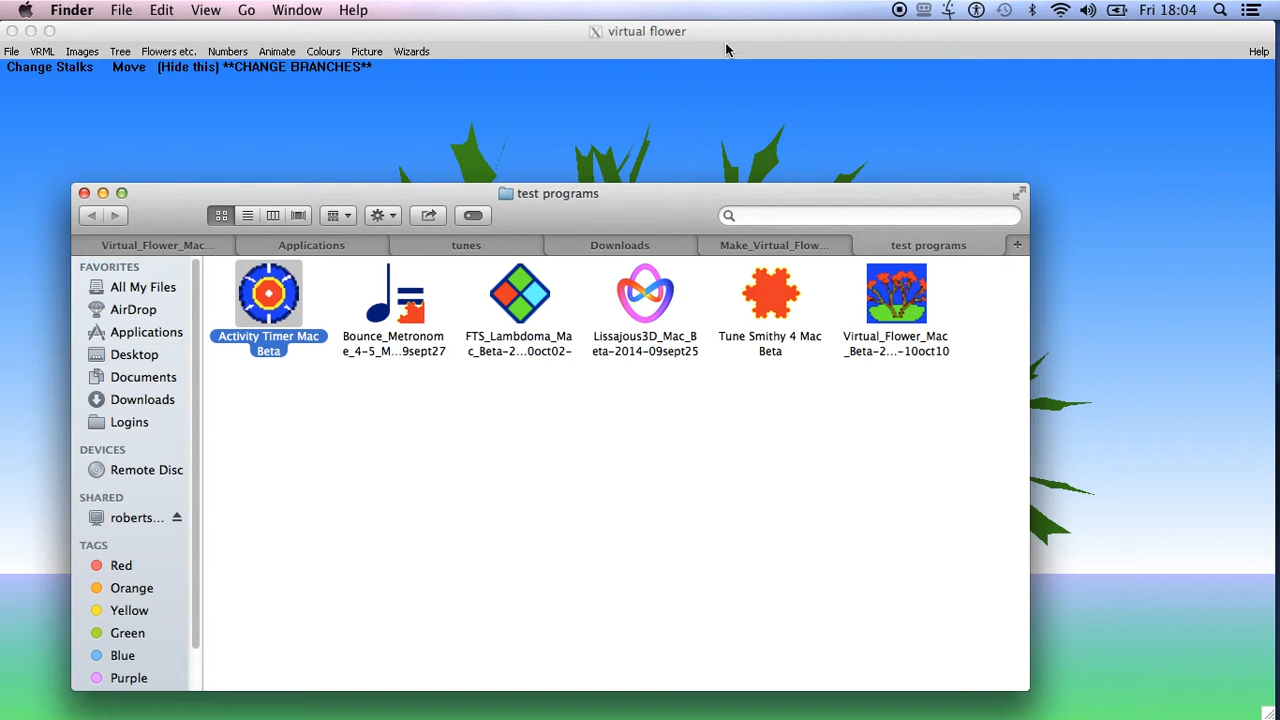 Finder File Edit View Go Window Help Fri 18:04
virtual flower
File VRML Images Tree Flowers etc. Numbers Animate Colours Picture Wizards Help
Change Stalks Move (Hide this) **CHANGE BRANCHES**
test programs
Virtual_Flower_Mac... Applications tunes Downloads Make_Virtual_Flow... test programs +
FAVORITES
All My Files
AirDrop
Applications
Desktop
Documents
Downloads
Logins
DEVICES
Remote Disc
SHARED
roberts...
TAGS
Red
Orange
Yellow
Green
Blue
Purple
Activity Timer Mac
Beta
Bounce_Metronom
e_4-5_M...9sept27
FTS_Lambdoma_Ma
c_Beta-2...0oct02-
Lissajous3D_Mac_B
eta-2014-09sept25
Tune Smithy 4 Mac
Beta
Virtual_Flower_Mac
_Beta-2...-10oct10